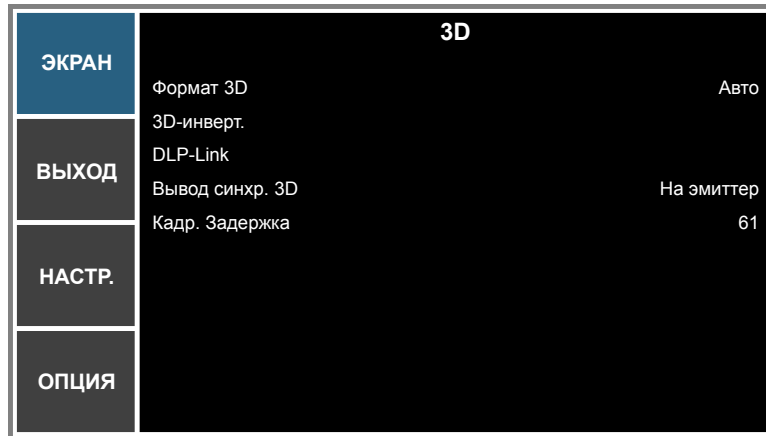 3D
ЭКРАН
Формат 3D Авто
3D-инверт.
DLP-Link
ВЫХОД
Вывод синхр. 3D На эмиттер
Кадр. Задержка 61
НАСТР.
ОПЦИЯ